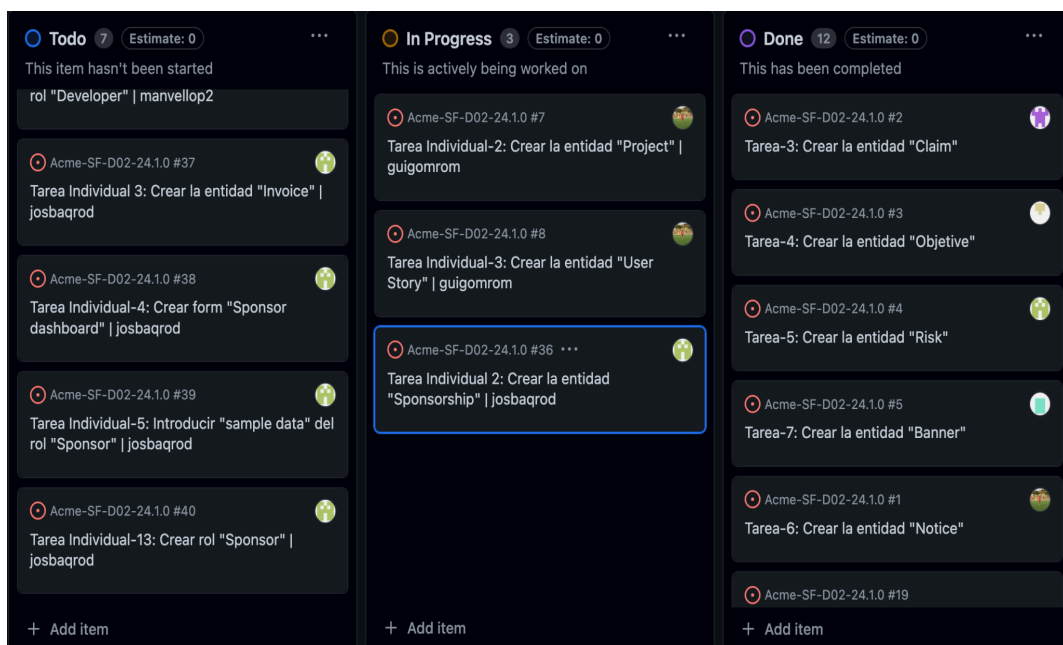 Todo 7 Estimate: 0 ...
This item hasn't been started
rol "Developer" | manvellop2
Acme-SF-D02-24.1.0 #37
Tarea Individual 3: Crear la entidad "Invoice" |
josbaqrod
Acme-SF-D02-24.1.0 #38
Tarea Individual-4: Crear form "Sponsor
dashboard" | josbaqrod
Acme-SF-D02-24.1.0 #39
Tarea Individual-5: Introducir "sample data" del
rol "Sponsor" | josbaqrod
Acme-SF-D02-24.1.0 #40
Tarea Individual-13: Crear rol "Sponsor" |
josbaqrod
+ Add item
In Progress 3 Estimate: 0 ...
This is actively being worked on
Acme-SF-D02-24.1.0 #7
Tarea Individual-2: Crear la entidad "Project" |
guigomrom
Acme-SF-D02-24.1.0 #8
Tarea Individual-3: Crear la entidad "User
Story" | guigomrom
Acme-SF-D02-24.1.0 #36 ...
Tarea Individual 2: Crear la entidad
"Sponsorship" | josbaqrod
+ Add item
Done 12 Estimate: 0 ...
This has been completed
Acme-SF-D02-24.1.0 #2
Tarea-3: Crear la entidad "Claim"
Acme-SF-D02-24.1.0 #3
Tarea-4: Crear la entidad "Objetive"
Acme-SF-D02-24.1.0 #4
Tarea-5: Crear la entidad "Risk"
Acme-SF-D02-24.1.0 #5
Tarea-7: Crear la entidad "Banner"
Acme-SF-D02-24.1.0 #1
Tarea-6: Crear la entidad "Notice"
Acme-SF-D02-24.1.0 #19
+ Add item